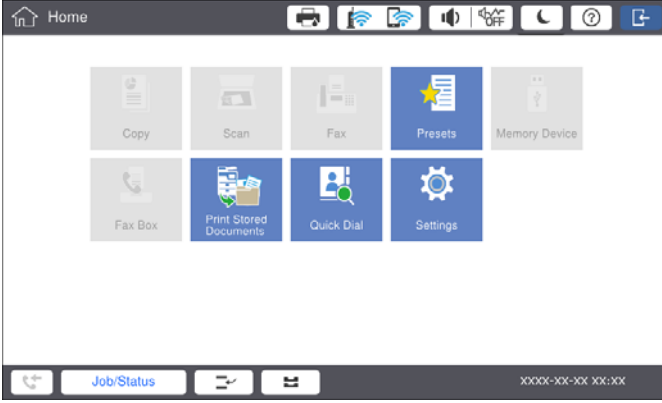 Home
OFF
?
Copy
Scan
Fax
Presets
Memory Device
Fax Box
Print Stored
Documents
Quick Dial
Settings
Job/Status
XXXX-XX-XX XX:XX